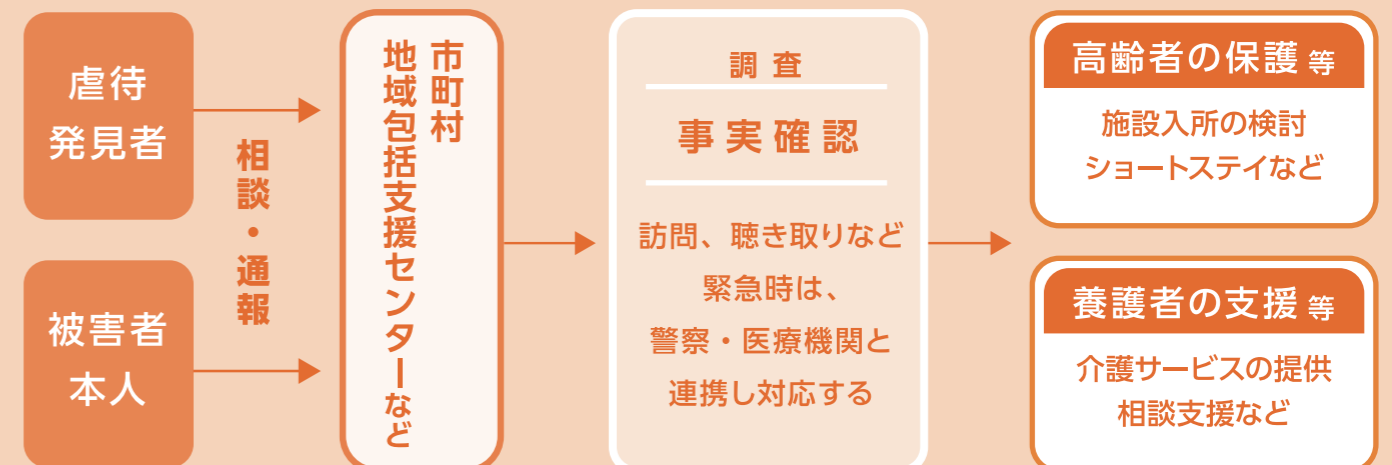 虐待
発見者
被害者
本人
相談・通報
市町村
地域包括支援センターなど
調査
事実確認
訪問、聴き取りなど
緊急時は、
警察・医療機関と
連携し対応する
高齢者の保護 等
施設入所の検討
ショートステイなど
養護者の支援 等
介護サービスの提供
相談支援など